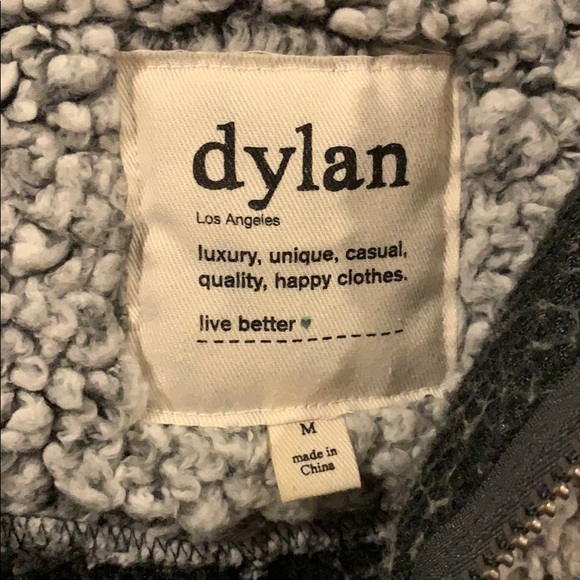 dylan
Los Angeles
luxury, unique, casual,
quality, happy clothes.
live better
M
made in
China